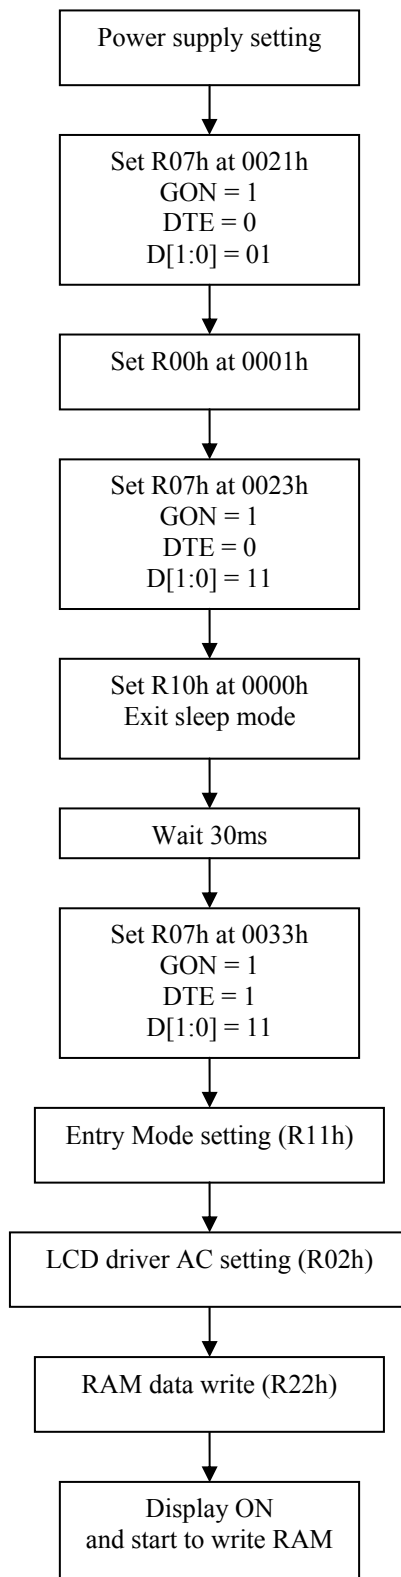 Power supply setting
Set R07h at 0021h
GON = 1
DTE = 0
D[1:0] = 01
Set R00h at 0001h
Set R07h at 0023h
GON = 1
DTE = 0
D[1:0] = 11
Set R10h at 0000h
Exit sleep mode
Wait 30ms
Set R07h at 0033h
GON = 1
DTE = 1
D[1:0] = 11
Entry Mode setting (R11h)
LCD driver AC setting (R02h)
RAM data write (R22h)
Display ON
and start to write RAM